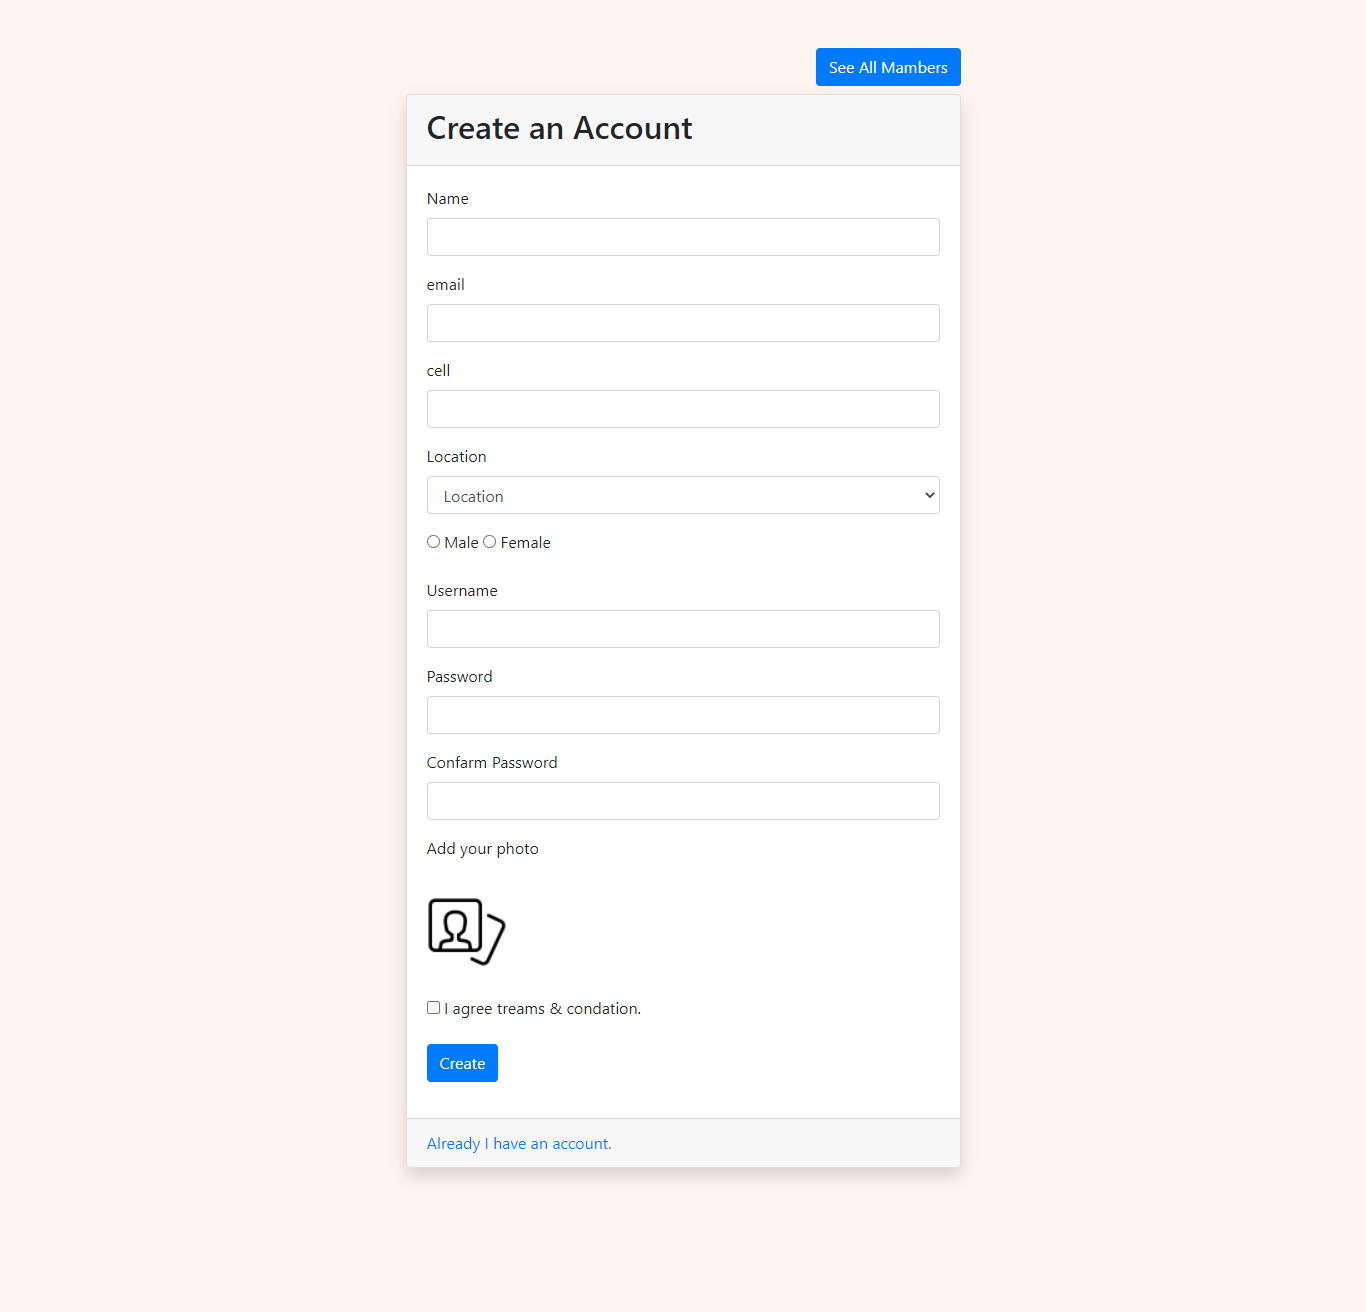 See All Mambers
Create an Account
Name
email
cell
Location
Location
Male Female
Username
Password
Confarm Password
Add your photo
I agree treams & condation.
Create
Already I have an account.